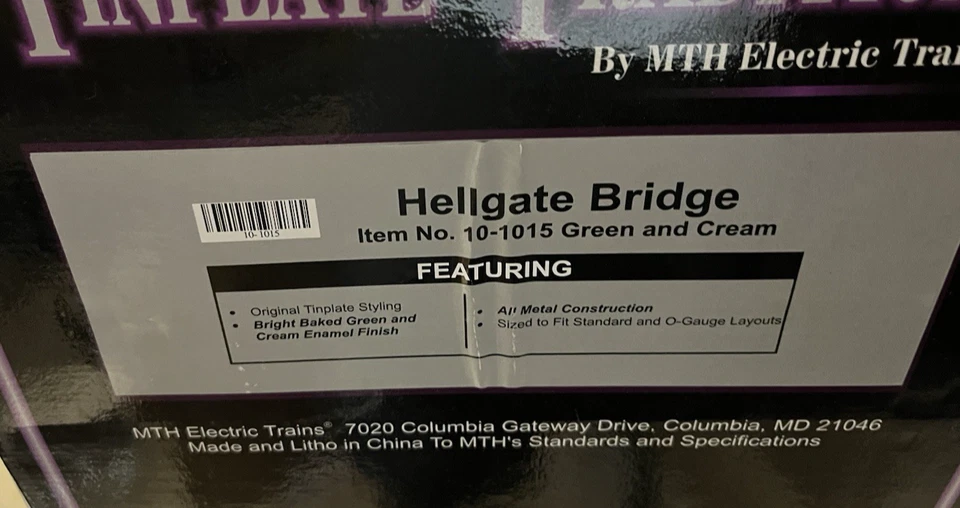 TINPLATE TRADITIONS
By MTH Electric Trai
Hellgate Bridge
10-1015
Item No. 10-1015 Green and Cream
FEATURING
• Original Tinplate Styling
• Bright Baked Green and
Cream Enamel Finish
• All Metal Construction
• Sized to Fit Standard and O-Gauge Layouts
MTH Electric Trains® 7020 Columbia Gateway Drive, Columbia, MD 21046
Made and Litho in China To MTH's Standards and Specifications